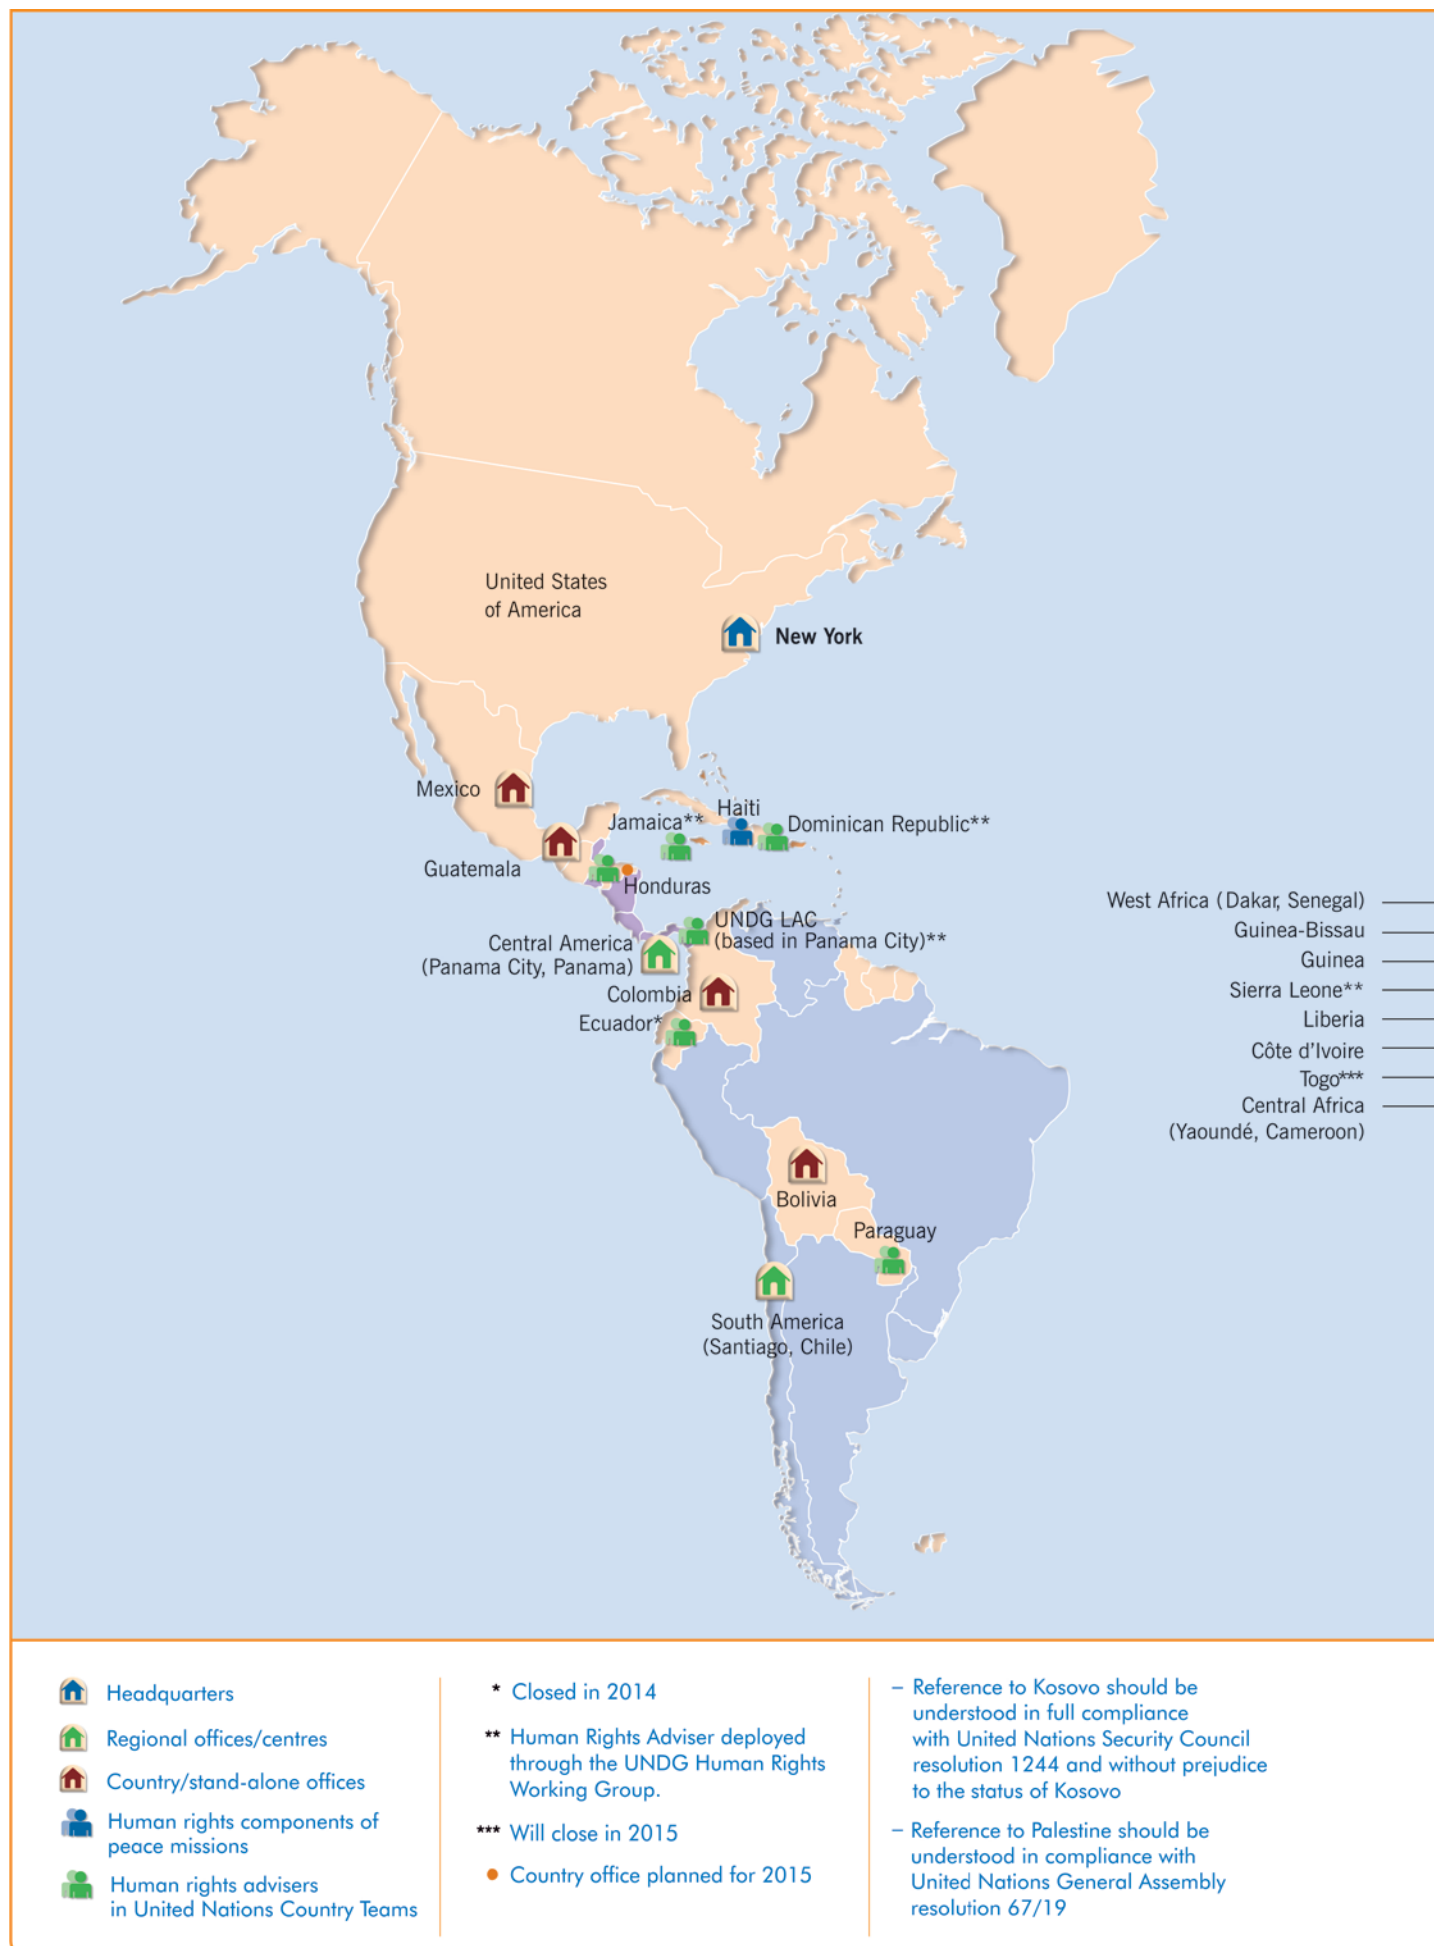 United States
of America
New York
Mexico
Haiti
Jamaica**
Dominican Republic**
Guatemala
Honduras
UNDG LAC
(based in Panama City)**
Central America
(Panama City, Panama)
Colombia
Ecuador*
West Africa (Dakar, Senegal)
Guinea-Bissau
Guinea
Sierra Leone**
Liberia
Côte d'Ivoire
Togo***
Central Africa
(Yaoundé, Cameroon)
Bolivia
Paraguay
South America
(Santiago, Chile)
Headquarters
Regional offices/centres
Country/stand-alone offices
Human rights components of
peace missions
Human rights advisers
in United Nations Country Teams
* Closed in 2014
** Human Rights Adviser deployed
through the UNDG Human Rights
Working Group.
*** Will close in 2015
Country office planned for 2015
– Reference to Kosovo should be
understood in full compliance
with United Nations Security Council
resolution 1244 and without prejudice
to the status of Kosovo
– Reference to Palestine should be
understood in compliance with
United Nations General Assembly
resolution 67/19